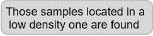 Those samples located in a
low density one are found